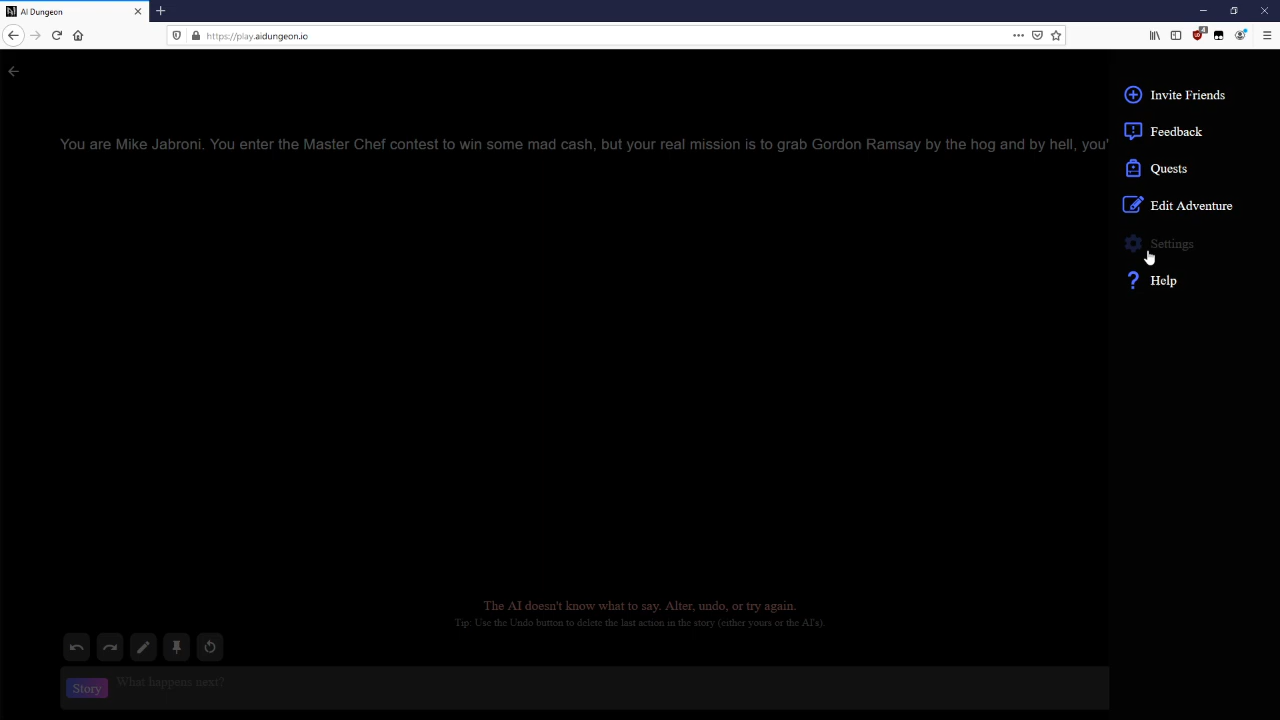 AI Dungeon
https://play.aidungeon.io
4
You are Mike Jabroni. You enter the Master Chef contest to win some mad cash, but your real mission is to grab Gordon Ramsay by the hog and by hell, you'
Invite Friends
Feedback
Quests
Edit Adventure
Settings
? Help
The AI doesn't know what to say. Alter, undo, or try again.
Tip: Use the Undo button to delete the last action in the story (either yours or the AI's).
Story What happens next?